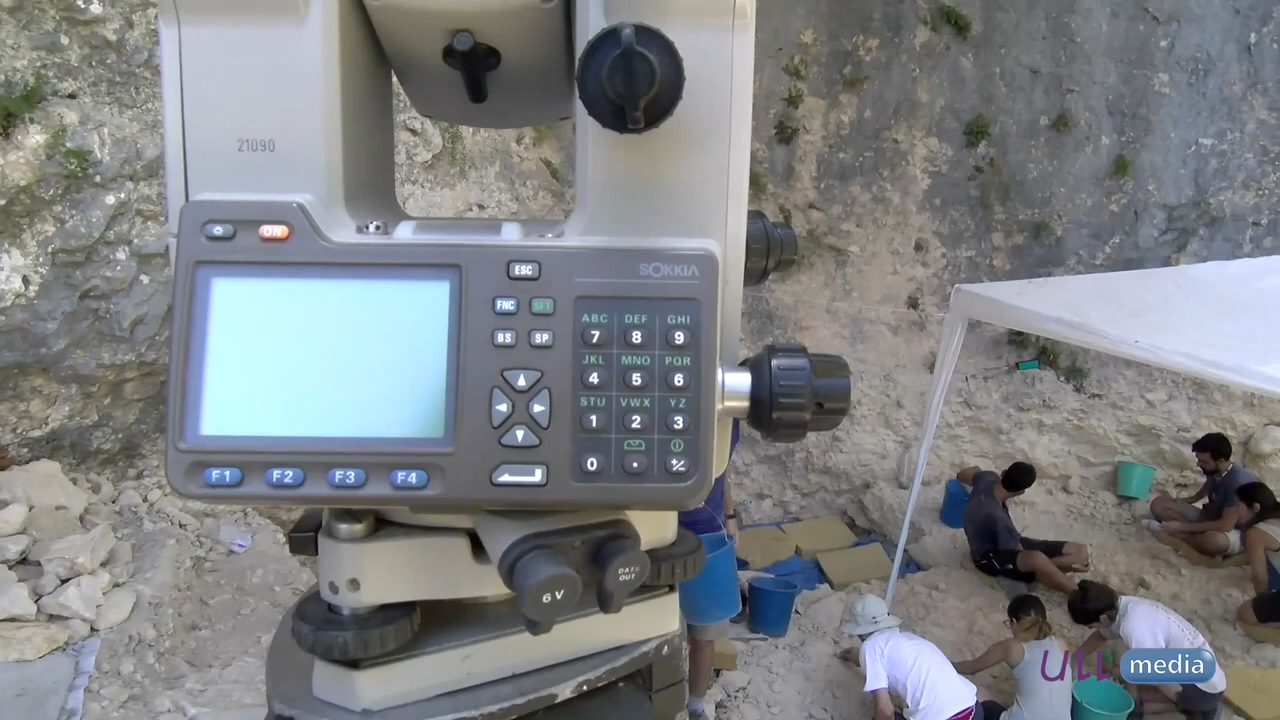 21090
ON
ESC
SOKKIA
FNC SFT
BS SP
ABC DEF GHI
7 8 9
JKL MNO PQR
4 5 6
STU VWX YZ
1 2 3
0 . +/−
F1 F2 F3 F4
6V
DATA
OUT
ULL media